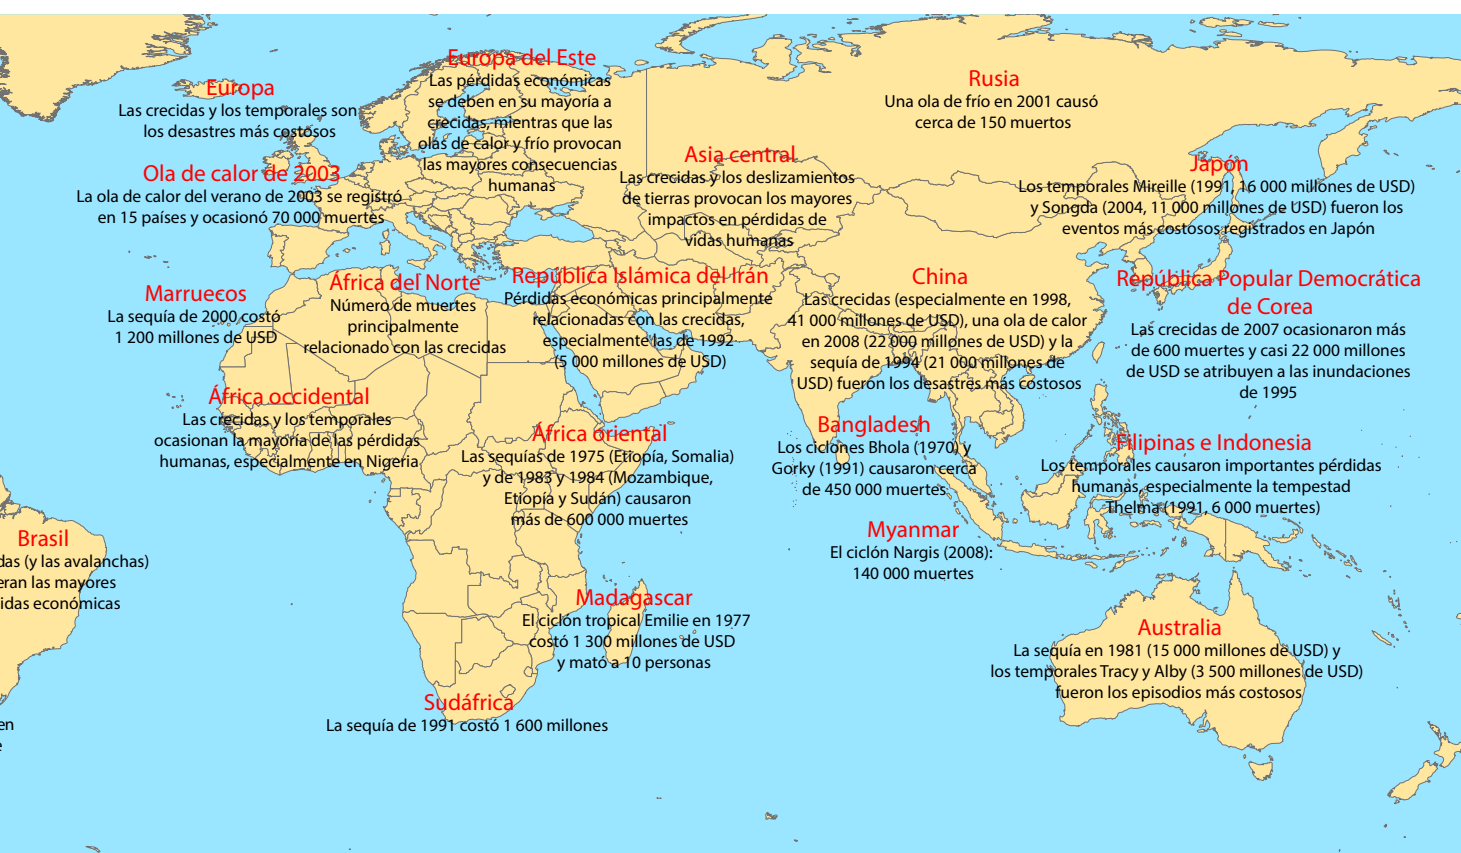 Europa
Las crecidas y los temporales son
los desastres más costosos
Ola de calor de 2003
La ola de calor del verano de 2003 se registró
en 15 países y ocasionó 70 000 muertes
Europa del Este
Las pérdidas económicas
se deben en su mayoría a
crecidas, mientras que las
olas de calor y frío provocan
las mayores consecuencias
humanas
Rusia
Una ola de frío en 2001 causó
cerca de 150 muertos
Asia central
Las crecidas y los deslizamientos
de tierras provocan los mayores
impactos en pérdidas de
vidas humanas
Japón
Los temporales Mireille (1991, 16 000 millones de USD)
y Songda (2004, 11 000 millones de USD) fueron los
eventos más costosos registrados en Japón
Marruecos
La sequía de 2000 costó
1 200 millones de USD
África del Norte
Número de muertes
principalmente
relacionado con las crecidas
República Islámica del Irán
Pérdidas económicas principalmente
relacionadas con las crecidas,
especialmente las de 1992
(5 000 millones de USD)
China
Las crecidas (especialmente en 1998,
41 000 millones de USD), una ola de calor
en 2008 (22 000 millones de USD) y la
sequía de 1994 (21 000 millones de
USD) fueron los desastres más costosos
República Popular Democrática
de Corea
Las crecidas de 2007 ocasionaron más
de 600 muertes y casi 22 000 millones
de USD se atribuyen a las inundaciones
de 1995
África occidental
Las crecidas y los temporales
ocasionan la mayoría de las pérdidas
humanas, especialmente en Nigeria
África oriental
Las sequías de 1975 (Etiopía, Somalia)
y de 1983 y 1984 (Mozambique,
Etiopía y Sudán) causaron
más de 600 000 muertes
Bangladesh
Los ciclones Bhola (1970) y
Gorky (1991) causaron cerca
de 450 000 muertes
Filipinas e Indonesia
Los temporales causaron importantes pérdidas
humanas, especialmente la tempestad
Thelma (1991, 6 000 muertes)
Myanmar
El ciclón Nargis (2008):
140 000 muertes
Brasil
das (y las avalanchas)
eran las mayores
idas económicas
Madagascar
El ciclón tropical Emilie en 1977
costó 1 300 millones de USD
y mató a 10 personas
Australia
La sequía en 1981 (15 000 millones de USD) y
los temporales Tracy y Alby (3 500 millones de USD)
fueron los episodios más costosos
Sudáfrica
La sequía de 1991 costó 1 600 millones
en